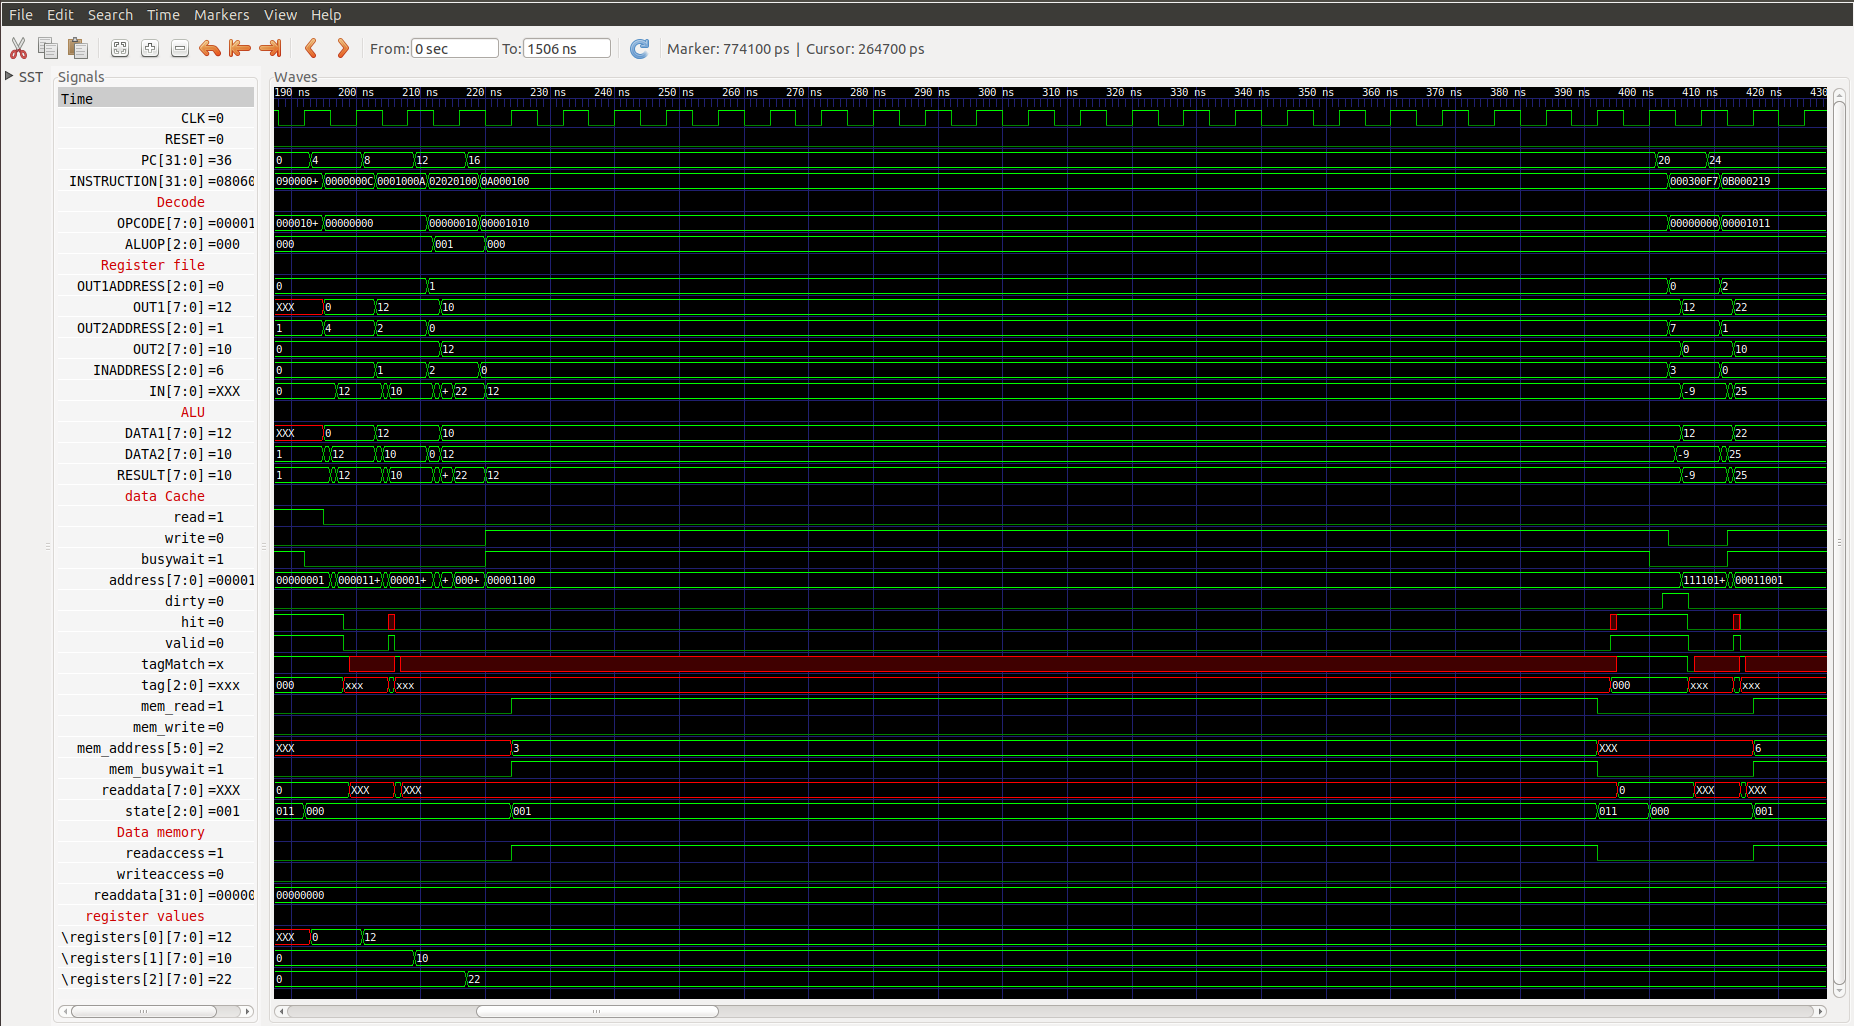 File Edit Search Time Markers View Help
From: 0 sec To: 1506 ns Marker: 774100 ps | Cursor: 264700 ps
SST Signals Waves
Time 190 ns 200 ns 210 ns 220 ns 230 ns 240 ns 250 ns 260 ns 270 ns 280 ns 290 ns 300 ns 310 ns 320 ns 330 ns 340 ns 350 ns 360 ns 370 ns 380 ns 390 ns 400 ns 410 ns 420 ns 430
CLK =0
RESET =0
PC[31:0] =36 0 4 8 12 16 20 24
INSTRUCTION[31:0] =08060 090000+ 0000000C 0001000A 02020100 0A000100 000300F7 0B000219
Decode
OPCODE[7:0] =00001 000010+ 00000000 00000010 00001010 00000000 00001011
ALUOP[2:0] =000 000 001 000
Register file
OUT1ADDRESS[2:0] =0 0 1 0 2
OUT1[7:0] =12 XXX 0 12 10 12 22
OUT2ADDRESS[2:0] =1 1 4 2 0 7 1
OUT2[7:0] =10 0 12 0 10
INADDRESS[2:0] =6 0 1 2 0 3 0
IN[7:0] =XXX 0 12 10 + 22 12 -9 25
ALU
DATA1[7:0] =12 XXX 0 12 10 12 22
DATA2[7:0] =10 1 12 10 0 12 -9 25
RESULT[7:0] =10 1 12 10 + 22 12 -9 25
data Cache
read =1
write =0
busywait =1
address[7:0] =00001 00000001 000011+ 00001+ + 000+ 00001100 111101+ 00011001
dirty =0
hit =0
valid =0
tagMatch =x
tag[2:0] =xxx 000 xxx xxx 000 xxx xxx
mem_read =1
mem_write =0
mem_address[5:0] =2 XXX 3 XXX 6
mem_busywait =1
readdata[7:0] =XXX 0 XXX XXX 0 XXX XXX
state[2:0] =001 011 000 001 011 000 001
Data memory
readaccess =1
writeaccess =0
readdata[31:0] =00000 00000000
register values
\registers[0][7:0] =12 XXX 0 12
\registers[1][7:0] =10 0 10
\registers[2][7:0] =22 0 22